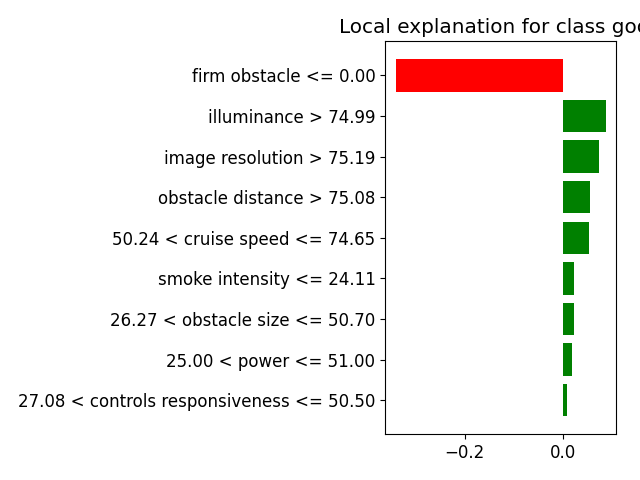 Local explanation for class goo
firm obstacle <= 0.00
illuminance > 74.99
image resolution > 75.19
obstacle distance > 75.08
50.24 < cruise speed <= 74.65
smoke intensity <= 24.11
26.27 < obstacle size <= 50.70
25.00 < power <= 51.00
27.08 < controls responsiveness <= 50.50
−0.2 0.0